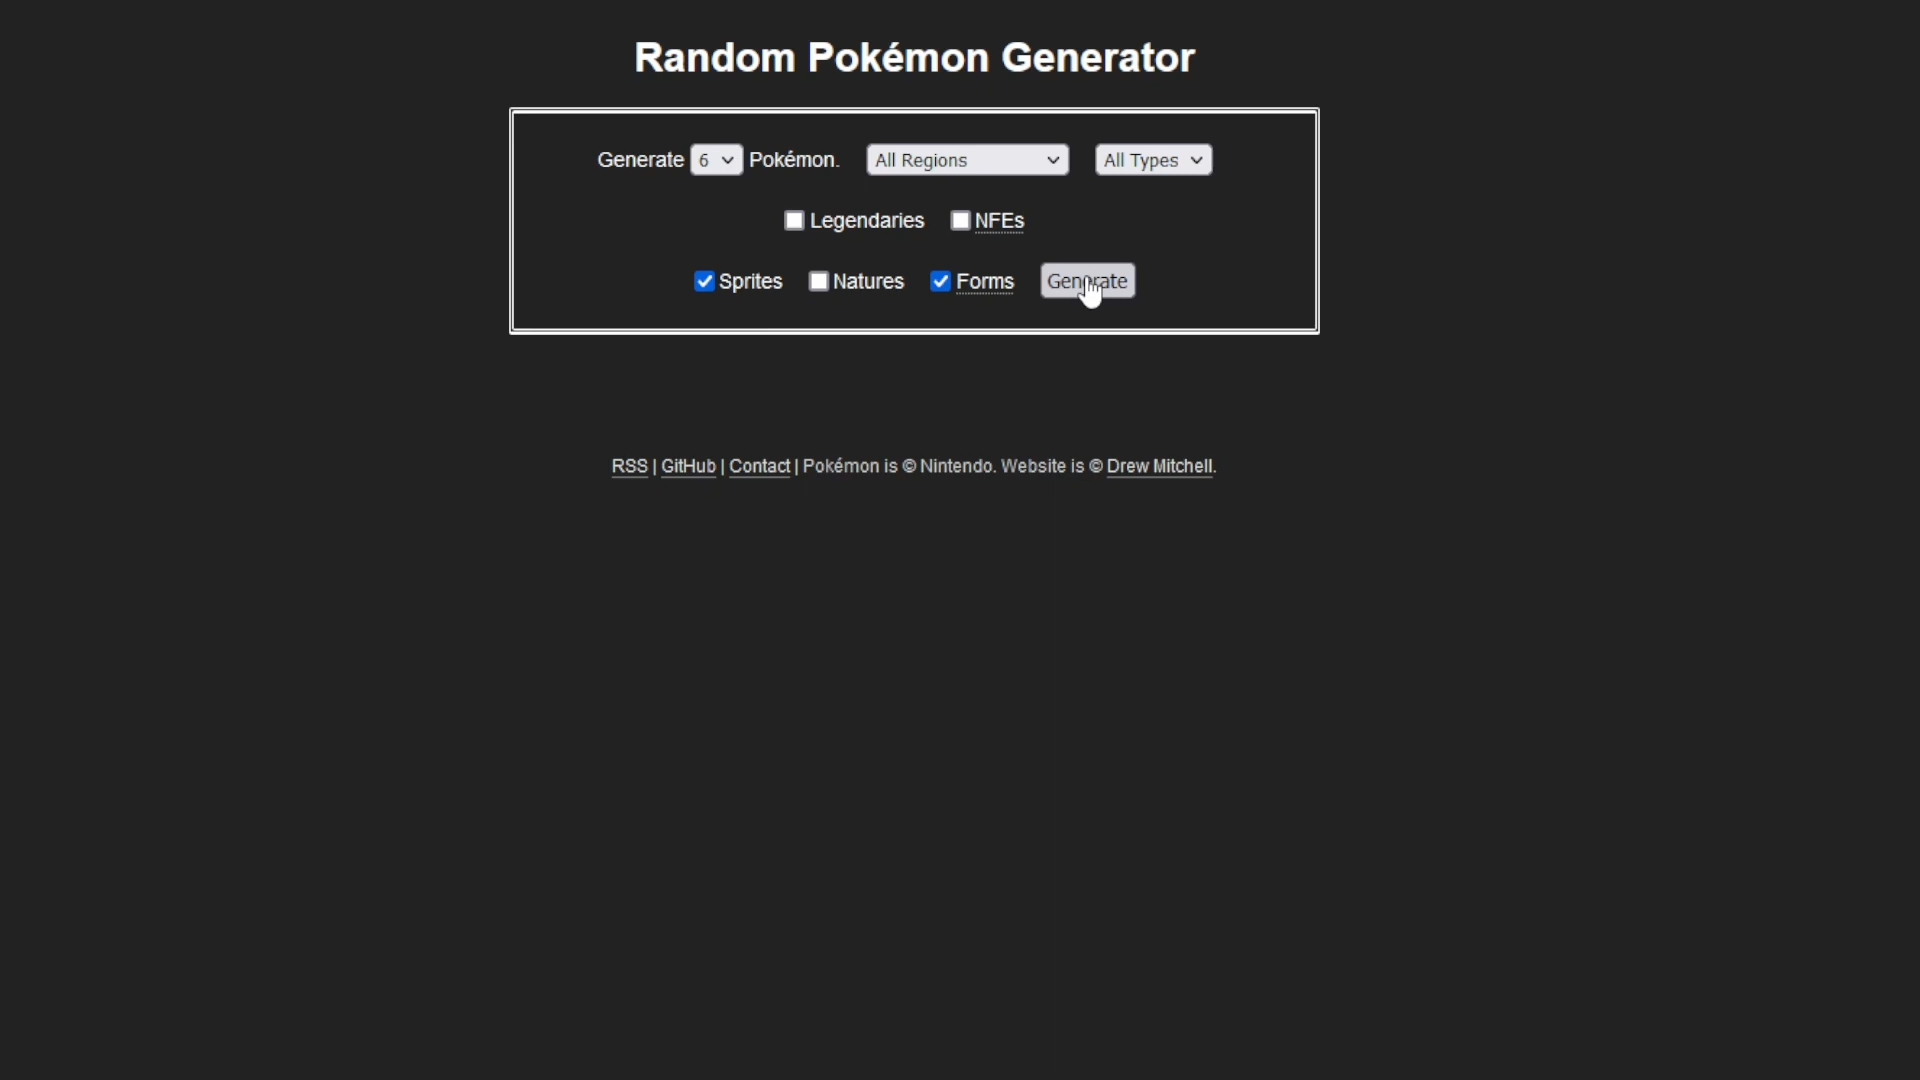 Random Pokémon Generator
Generate 6 Pokémon. All Regions All Types
Legendaries NFEs
Sprites Natures Forms Generate
RSS | GitHub | Contact | Pokémon is © Nintendo. Website is © Drew Mitchell.